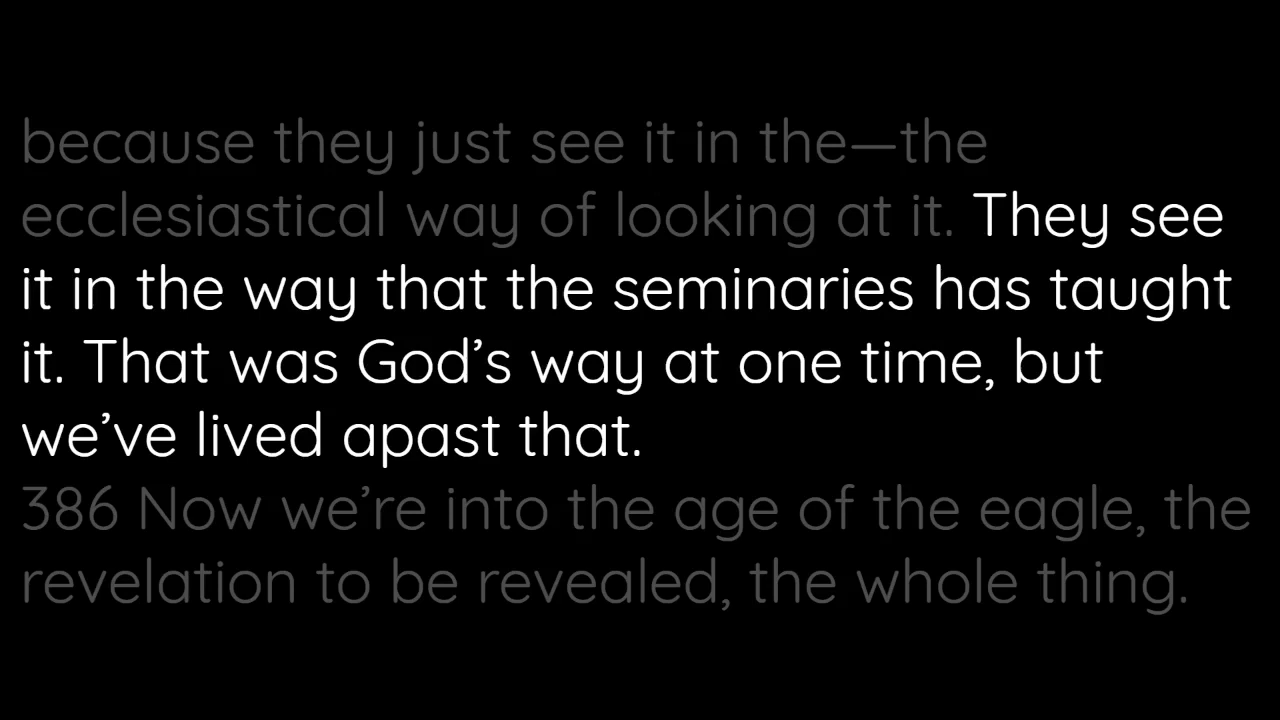 because they just see it in the—the
ecclesiastical way of looking at it. They see
it in the way that the seminaries has taught
it. That was God’s way at one time, but
we’ve lived apast that.
386 Now we’re into the age of the eagle, the
revelation to be revealed, the whole thing.